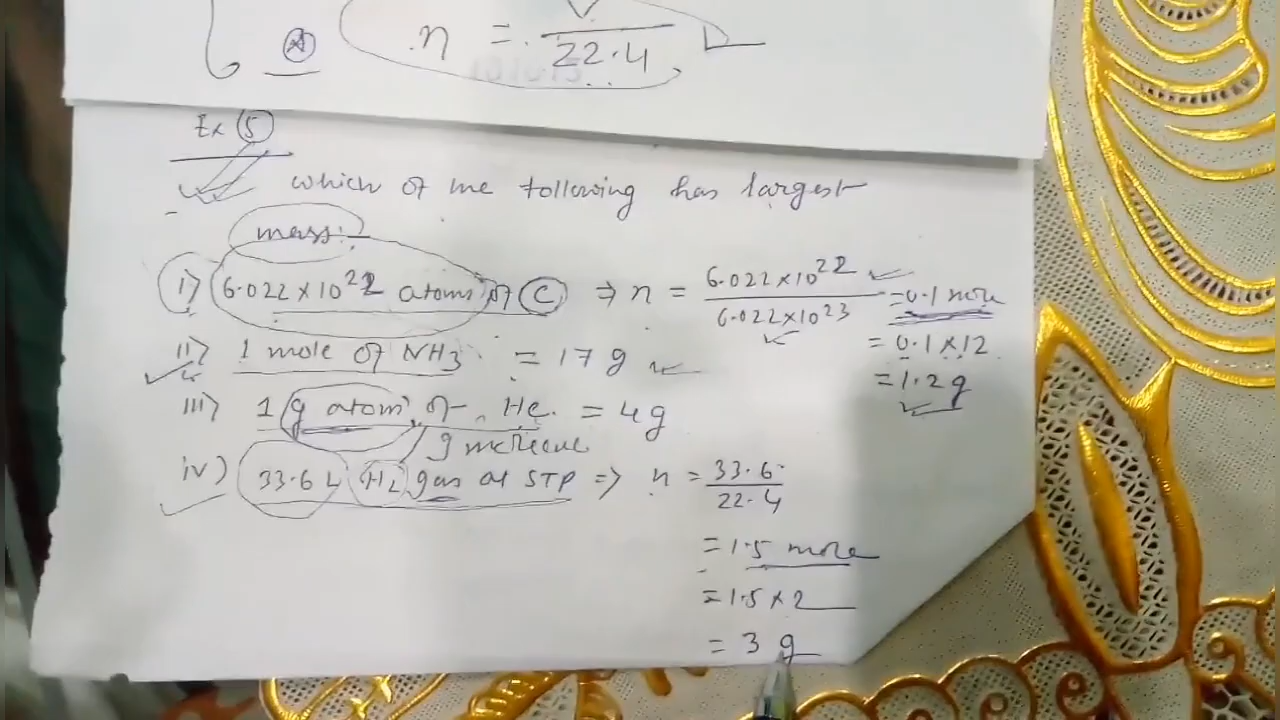 n = V / 22.4
Ex (5)
which of the following has largest
mass:
i) 6.022×10²² atoms of C ⇒ n = 6.022×10²² / 6.022×10²³ = 0.1 mole
= 0.1×12
= 1.2 g
ii) 1 mole of NH3 = 17 g
iii) 1 g atom of He = 4g
g molecule
iv) 33.6 L H2 gas at STP ⇒ n = 33.6 / 22.4
= 1.5 mole
= 1.5×2
= 3 g